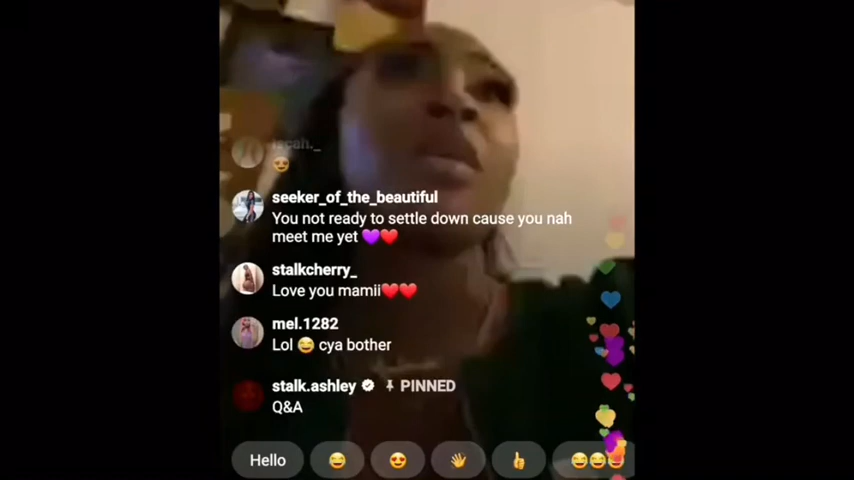 iscah._
😍
seeker_of_the_beautiful
You not ready to settle down cause you nah
meet me yet 💜❤️
stalkcherry_
Love you mamii❤️❤️
mel.1282
Lol 😂 cya bother
stalk.ashley PINNED
Q&A
Hello 😂 😍 👋 👍 😂😂😂